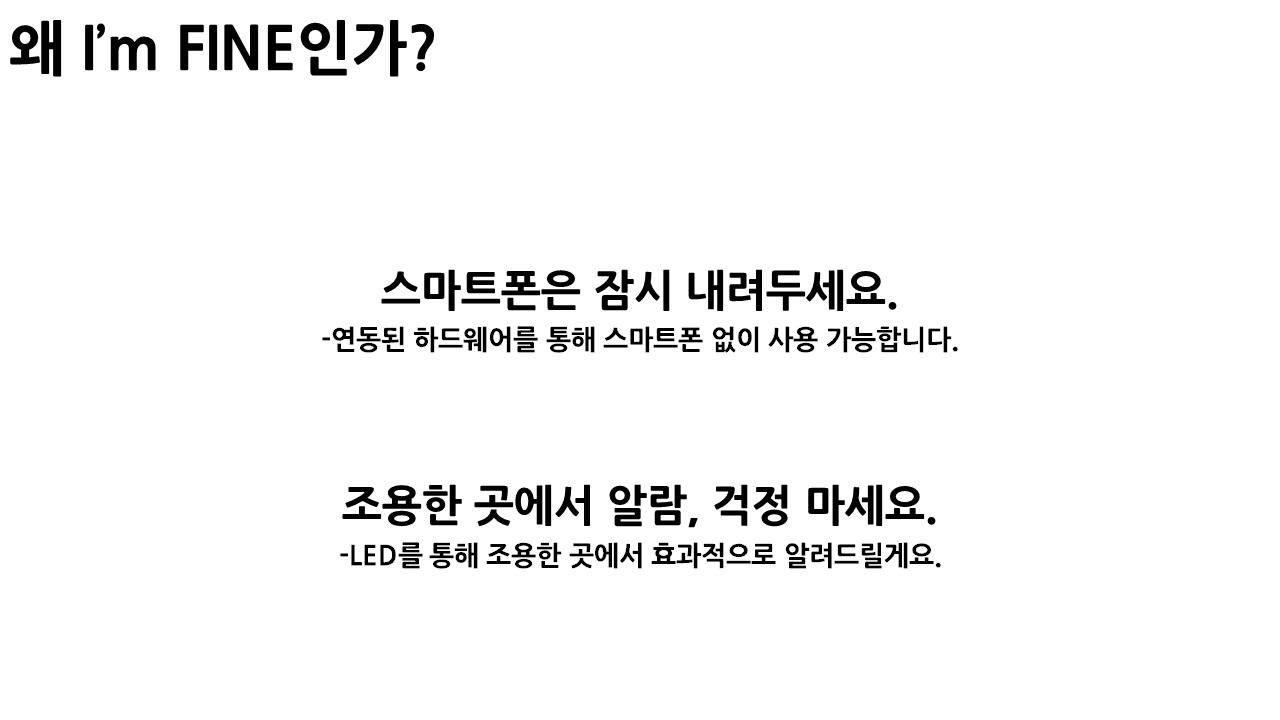 왜 I’m FINE인가?
스마트폰은 잠시 내려두세요.
-연동된 하드웨어를 통해 스마트폰 없이 사용 가능합니다.
조용한 곳에서 알람, 걱정 마세요.
-LED를 통해 조용한 곳에서 효과적으로 알려드릴게요.